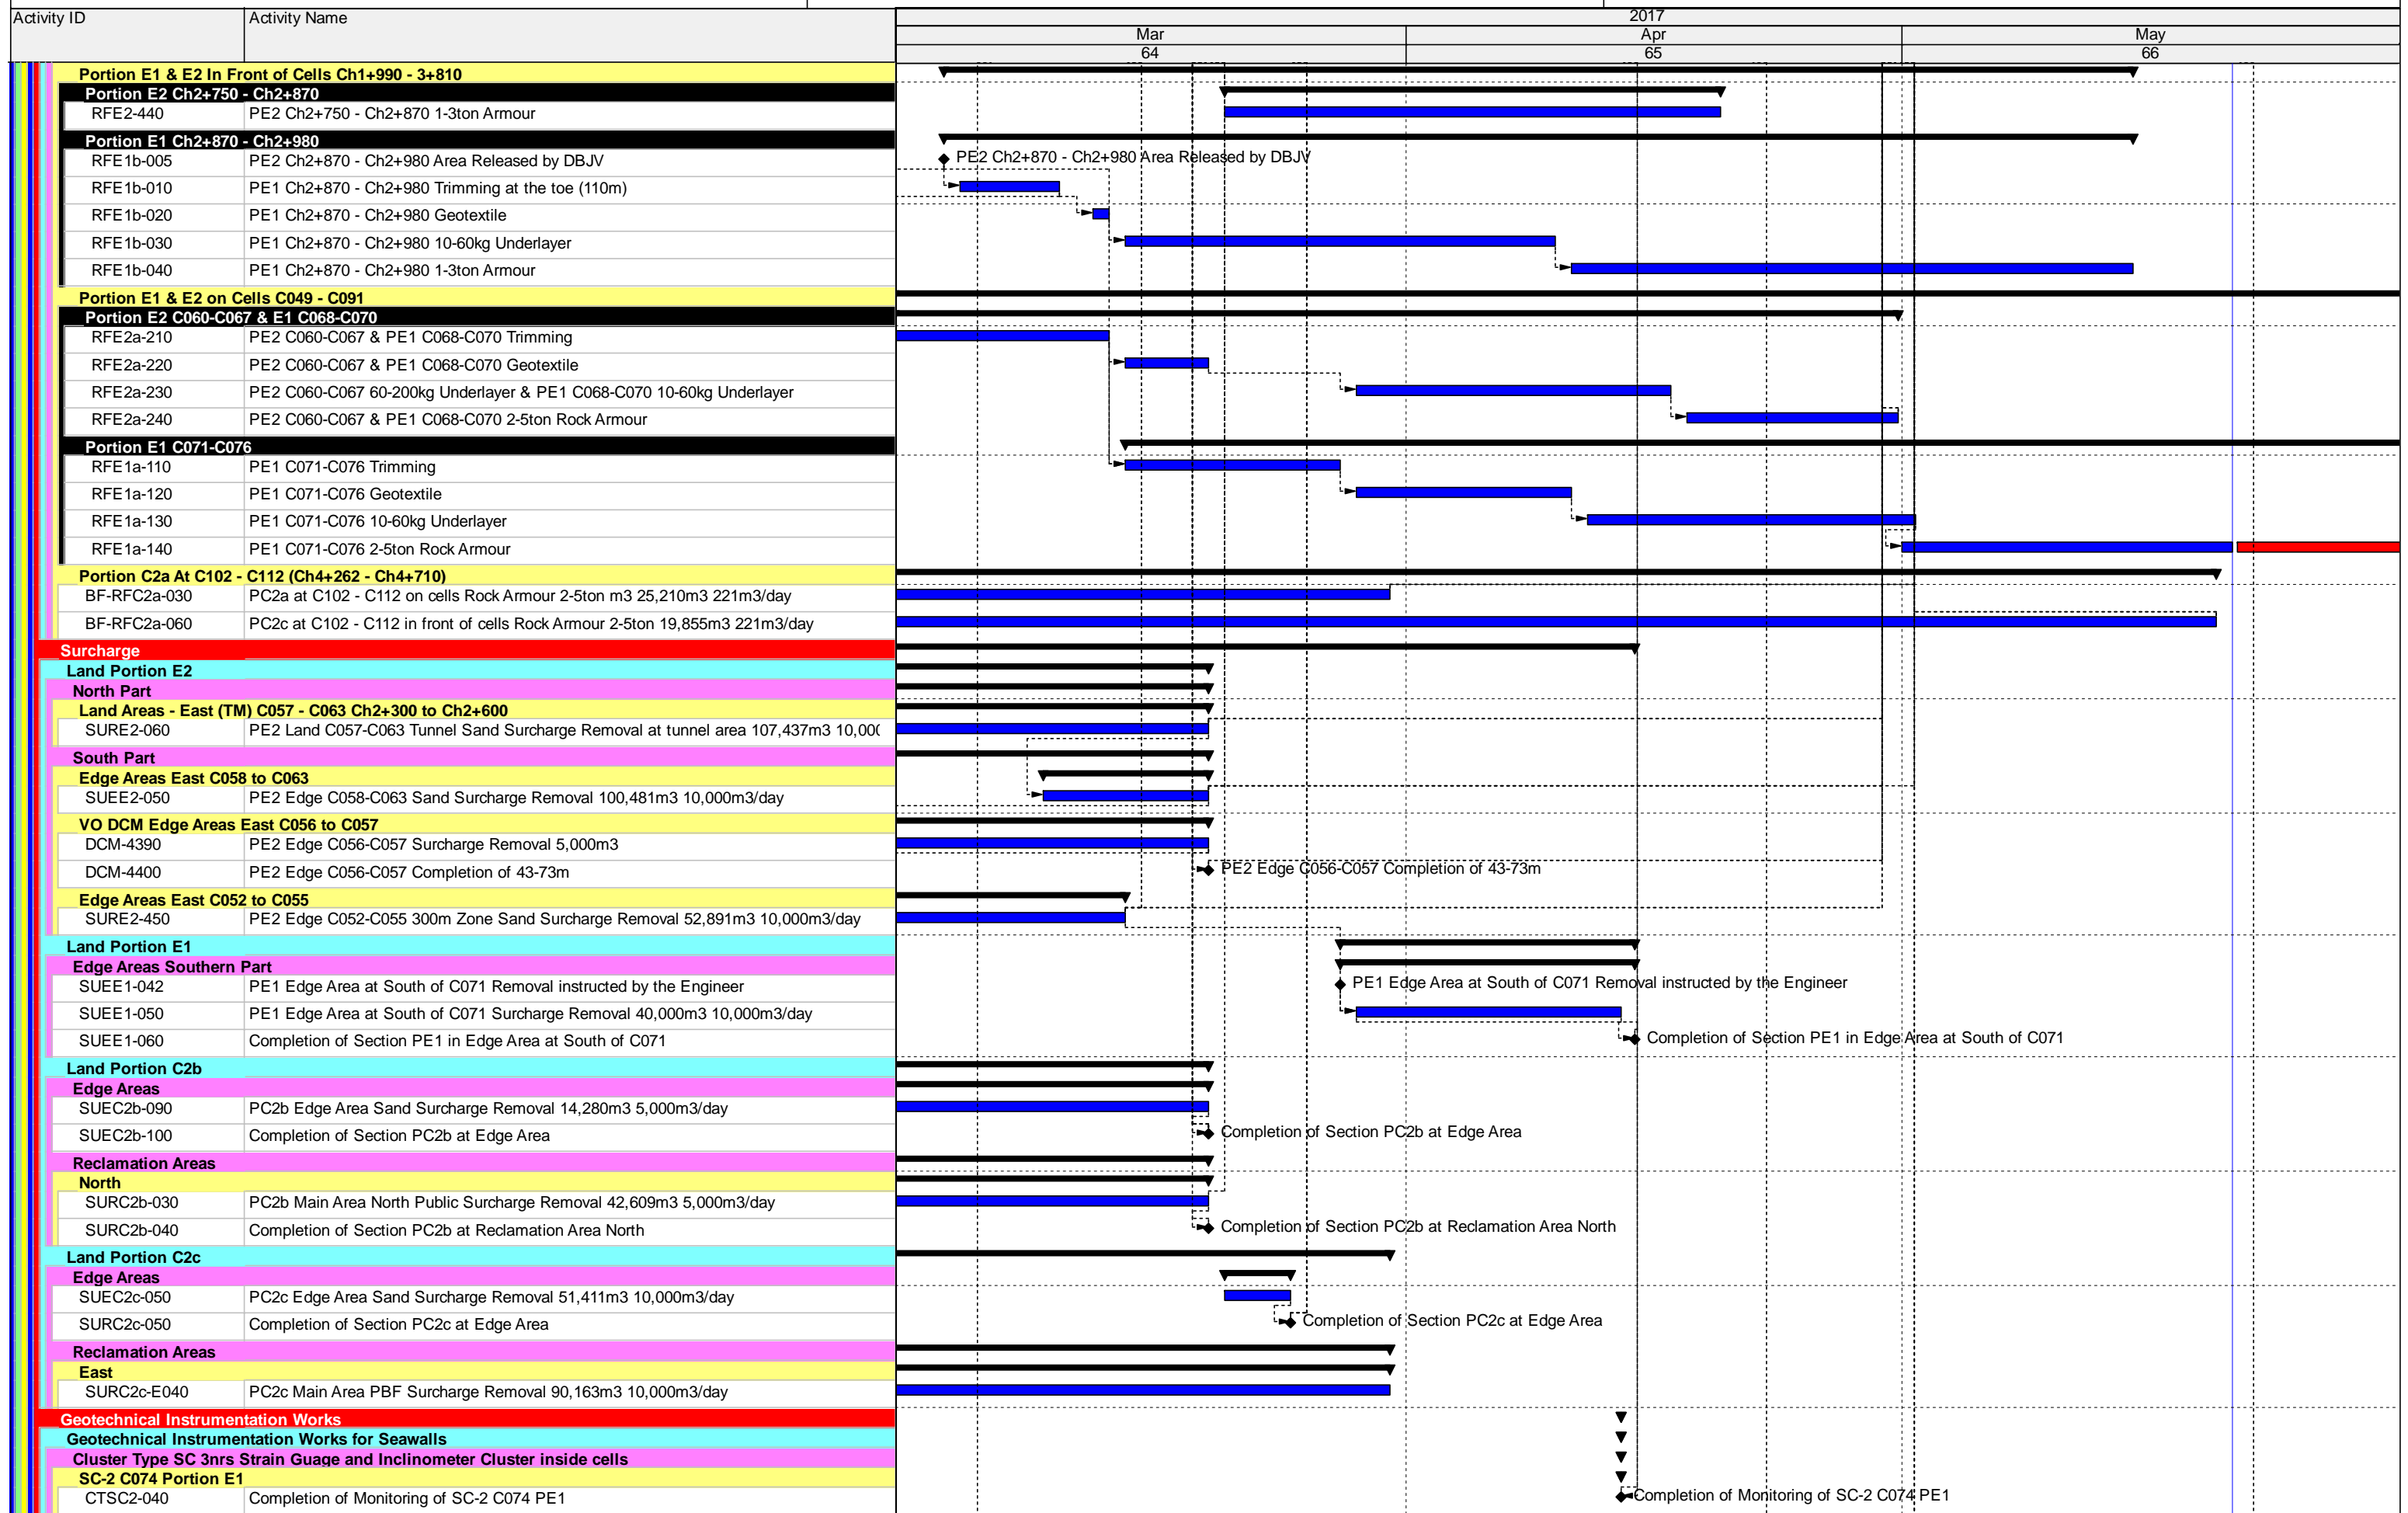 Activity ID Activity Name 2017
Mar Apr May
64 65 66
Portion E1 & E2 In Front of Cells Ch1+990 - 3+810
Portion E2 Ch2+750 - Ch2+870
RFE2-440 PE2 Ch2+750 - Ch2+870 1-3ton Armour
Portion E1 Ch2+870 - Ch2+980
RFE1b-005 PE2 Ch2+870 - Ch2+980 Area Released by DBJV PE2 Ch2+870 - Ch2+980 Area Released by DBJV
RFE1b-010 PE1 Ch2+870 - Ch2+980 Trimming at the toe (110m)
RFE1b-020 PE1 Ch2+870 - Ch2+980 Geotextile
RFE1b-030 PE1 Ch2+870 - Ch2+980 10-60kg Underlayer
RFE1b-040 PE1 Ch2+870 - Ch2+980 1-3ton Armour
Portion E1 & E2 on Cells C049 - C091
Portion E2 C060-C067 & E1 C068-C070
RFE2a-210 PE2 C060-C067 & PE1 C068-C070 Trimming
RFE2a-220 PE2 C060-C067 & PE1 C068-C070 Geotextile
RFE2a-230 PE2 C060-C067 60-200kg Underlayer & PE1 C068-C070 10-60kg Underlayer
RFE2a-240 PE2 C060-C067 & PE1 C068-C070 2-5ton Rock Armour
Portion E1 C071-C076
RFE1a-110 PE1 C071-C076 Trimming
RFE1a-120 PE1 C071-C076 Geotextile
RFE1a-130 PE1 C071-C076 10-60kg Underlayer
RFE1a-140 PE1 C071-C076 2-5ton Rock Armour
Portion C2a At C102 - C112 (Ch4+262 - Ch4+710)
BF-RFC2a-030 PC2a at C102 - C112 on cells Rock Armour 2-5ton m3 25,210m3 221m3/day
BF-RFC2a-060 PC2c at C102 - C112 in front of cells Rock Armour 2-5ton 19,855m3 221m3/day
Surcharge
Land Portion E2
North Part
Land Areas - East (TM) C057 - C063 Ch2+300 to Ch2+600
SURE2-060 PE2 Land C057-C063 Tunnel Sand Surcharge Removal at tunnel area 107,437m3 10,00
South Part
Edge Areas East C058 to C063
SUEE2-050 PE2 Edge C058-C063 Sand Surcharge Removal 100,481m3 10,000m3/day
VO DCM Edge Areas East C056 to C057
DCM-4390 PE2 Edge C056-C057 Surcharge Removal 5,000m3
DCM-4400 PE2 Edge C056-C057 Completion of 43-73m PE2 Edge C056-C057 Completion of 43-73m
Edge Areas East C052 to C055
SURE2-450 PE2 Edge C052-C055 300m Zone Sand Surcharge Removal 52,891m3 10,000m3/day
Land Portion E1
Edge Areas Southern Part
SUEE1-042 PE1 Edge Area at South of C071 Removal instructed by the Engineer PE1 Edge Area at South of C071 Removal instructed by the Engineer
SUEE1-050 PE1 Edge Area at South of C071 Surcharge Removal 40,000m3 10,000m3/day
SUEE1-060 Completion of Section PE1 in Edge Area at South of C071 Completion of Section PE1 in Edge Area at South of C071
Land Portion C2b
Edge Areas
SUEC2b-090 PC2b Edge Area Sand Surcharge Removal 14,280m3 5,000m3/day
SUEC2b-100 Completion of Section PC2b at Edge Area Completion of Section PC2b at Edge Area
Reclamation Areas
North
SURC2b-030 PC2b Main Area North Public Surcharge Removal 42,609m3 5,000m3/day
SURC2b-040 Completion of Section PC2b at Reclamation Area North Completion of Section PC2b at Reclamation Area North
Land Portion C2c
Edge Areas
SUEC2c-050 PC2c Edge Area Sand Surcharge Removal 51,411m3 10,000m3/day
SURC2c-050 Completion of Section PC2c at Edge Area Completion of Section PC2c at Edge Area
Reclamation Areas
East
SURC2c-E040 PC2c Main Area PBF Surcharge Removal 90,163m3 10,000m3/day
Geotechnical Instrumentation Works
Geotechnical Instrumentation Works for Seawalls
Cluster Type SC 3nrs Strain Guage and Inclinometer Cluster inside cells
SC-2 C074 Portion E1
CTSC2-040 Completion of Monitoring of SC-2 C074 PE1 Completion of Monitoring of SC-2 C074 PE1